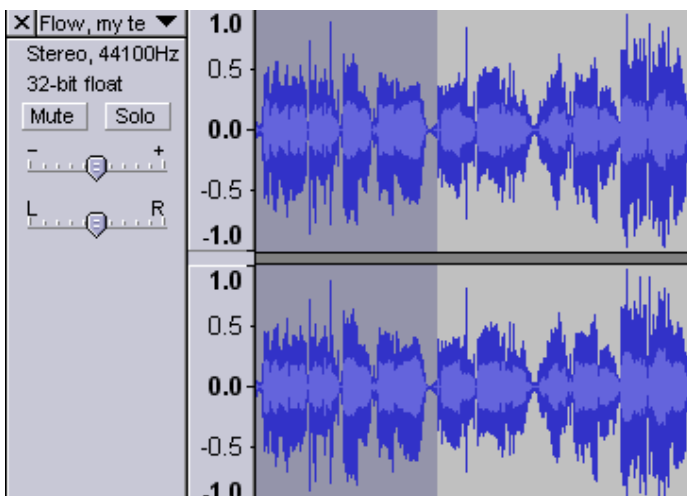 X Flow, my te
Stereo, 44100Hz
32-bit float
Mute Solo
- +
L R
1.0
0.5
0.0
-0.5
-1.0
1.0
0.5
0.0
-0.5
-1.0